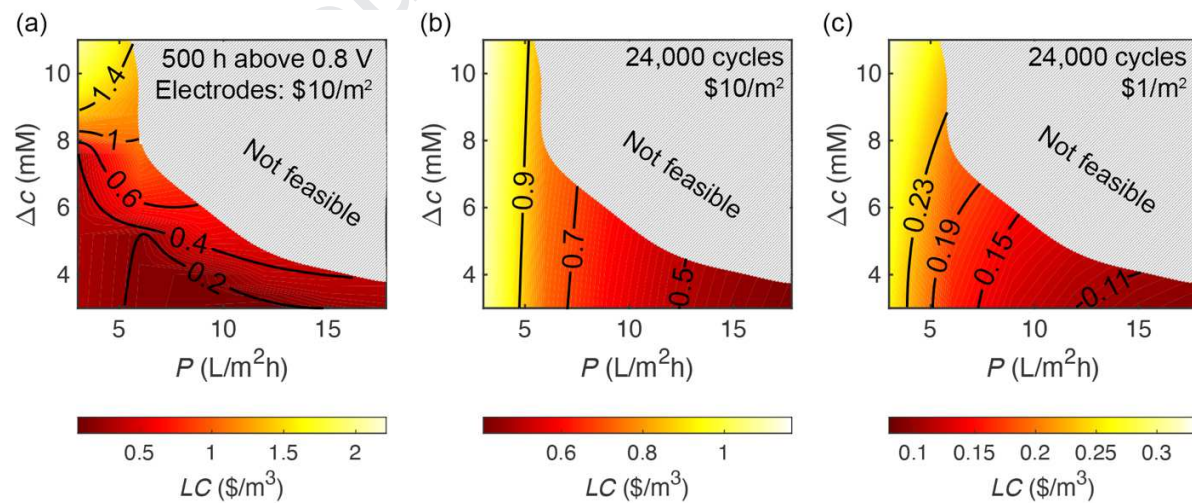 (a)
500 h above 0.8 V
Electrodes: $10/m²
Not feasible
1.4
1
0.6
0.4
0.2
10
8
6
4
Δc (mM)
5
10
15
P (L/m²h)
0.5
1
1.5
2
LC ($/m³)
(b)
24,000 cycles
$10/m²
Not feasible
0.9
0.7
0.5
10
8
6
4
Δc (mM)
5
10
15
P (L/m²h)
0.6
0.8
1
LC ($/m³)
(c)
24,000 cycles
$1/m²
Not feasible
0.23
0.19
0.15
0.11
10
8
6
4
Δc (mM)
5
10
15
P (L/m²h)
0.1
0.15
0.2
0.25
0.3
LC ($/m³)